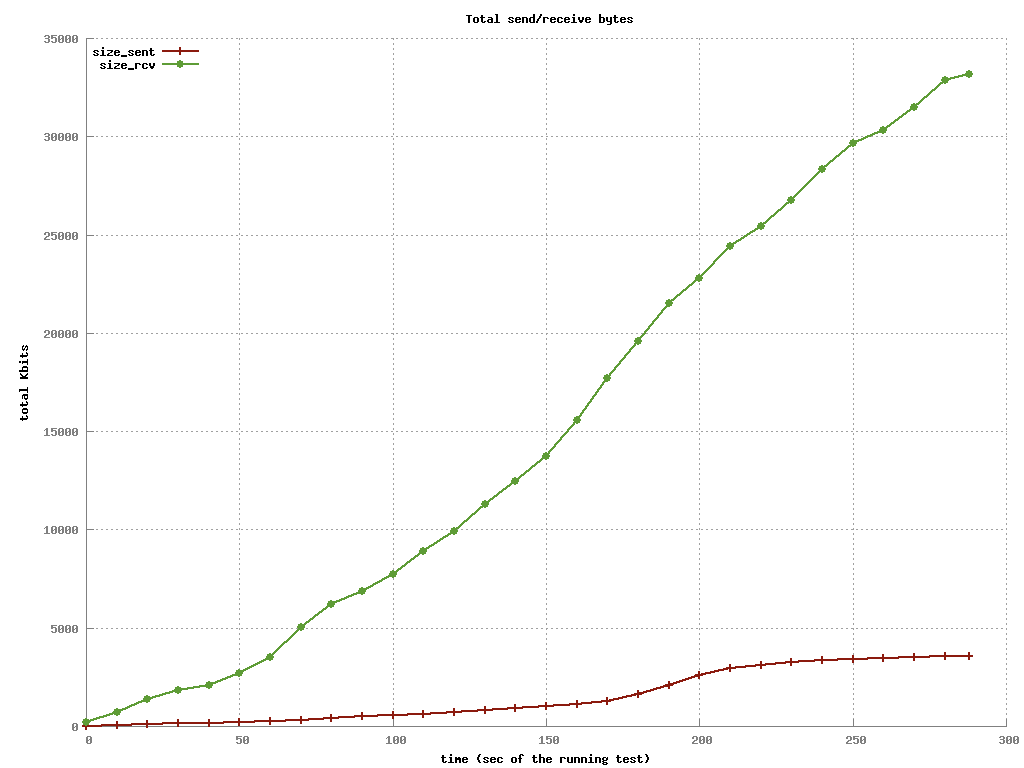 Total send/receive bytes
35000
size_sent
size_rcv
30000
25000
20000
total Kbits
15000
10000
5000
0
0 50 100 150 200 250 300
time (sec of the running test)